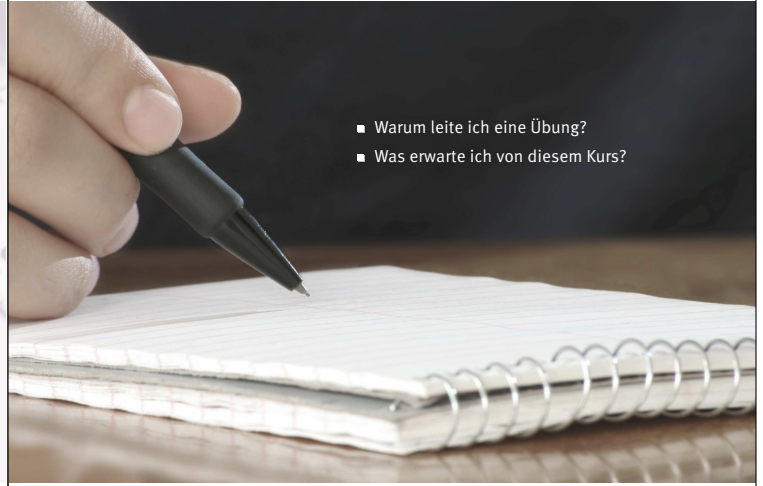 ▪ Warum leite ich eine Übung?
▪ Was erwarte ich von diesem Kurs?